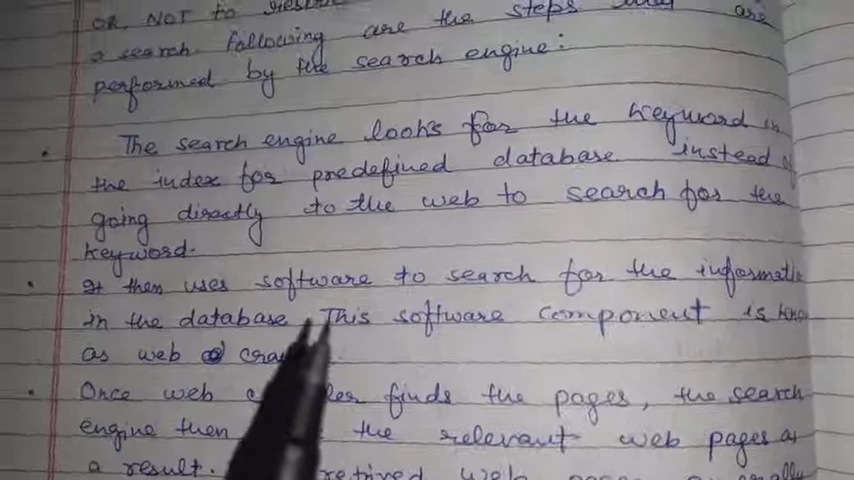 OR NOT to
a search. following are the steps are
performed by the search engine:
The search engine looks for the keyword in
the index for predefined database instead of
going directly to the web to search for the
keyword.
It then uses software to search for the
in the database This software component is
as web
Once web finds the pages, the search
engine then the relevant web pages as
a result. web